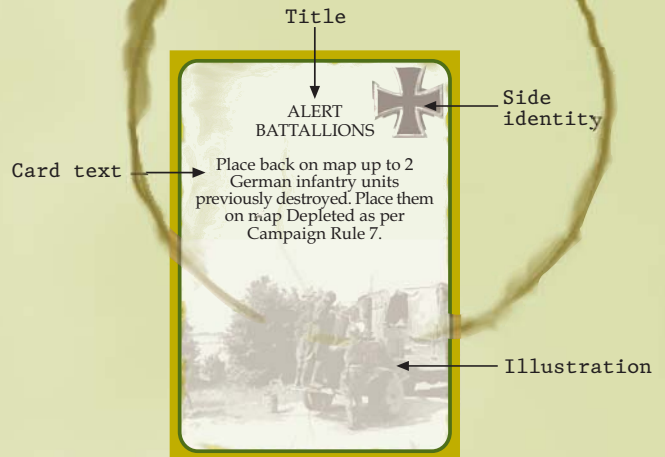 Title
Side
identity
ALERT
BATTALLIONS
Card text
Place back on map up to 2
German infantry units
previously destroyed. Place them
on map Depleted as per
Campaign Rule 7.
Illustration